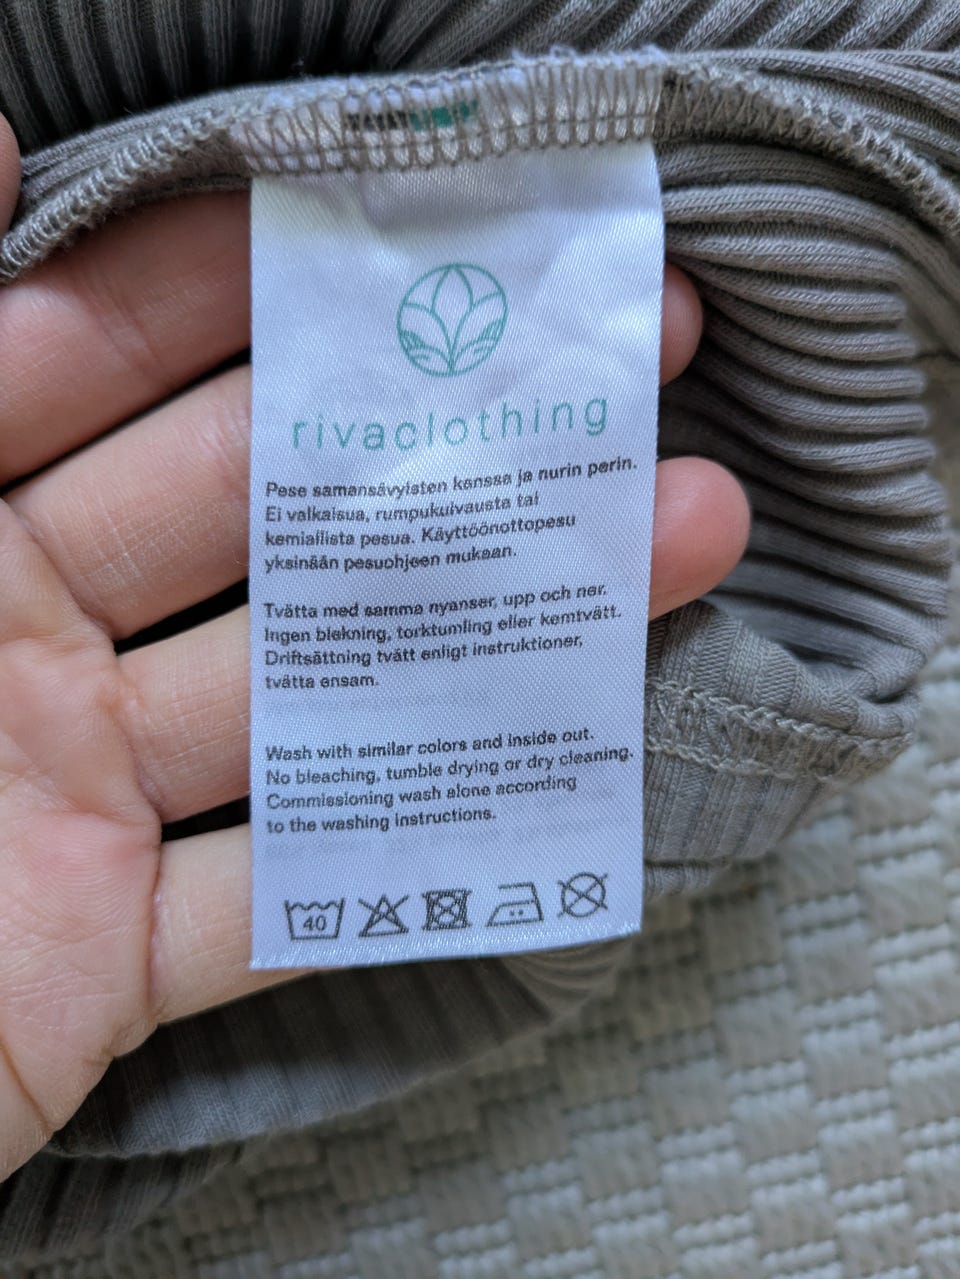 rivaclothing
Pese samansävyisten kanssa ja nurin perin.
Ei valkaisua, rumpukuivausta tai
kemiallista pesua. Käyttöönottopesu
yksinään pesuohjeen mukaan.
Tvätta med samma nyanser, upp och ner.
Ingen blekning, torktumling eller kemtvätt.
Driftsättning tvätt enligt instruktioner,
tvätta ensam.
Wash with similar colors and inside out.
No bleaching, tumble drying or dry cleaning.
Commissioning wash alone according
to the washing instructions.
40